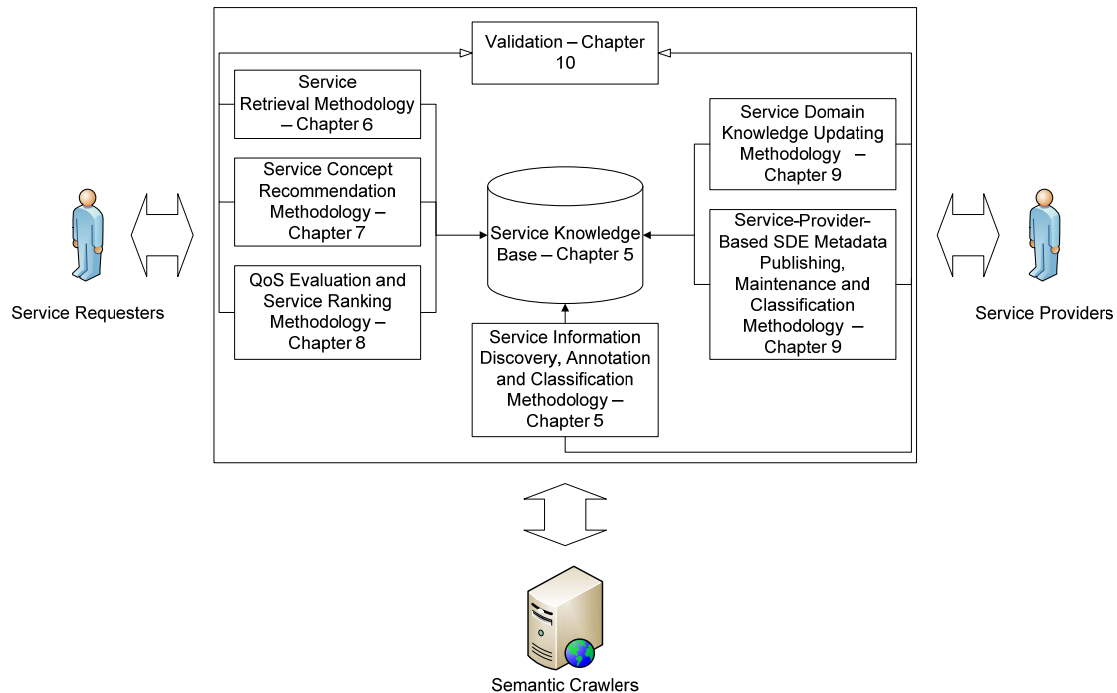 Validation – Chapter
10
Service
Retrieval Methodology
– Chapter 6
Service Concept
Recommendation
Methodology –
Chapter 7
QoS Evaluation and
Service Ranking
Methodology –
Chapter 8
Service Knowledge
Base – Chapter 5
Service Information
Discovery, Annotation
and Classification
Methodology –
Chapter 5
Service Domain
Knowledge Updating
Methodology –
Chapter 9
Service-Provider-
Based SDE Metadata
Publishing,
Maintenance and
Classification
Methodology –
Chapter 9
Service Requesters
Service Providers
Semantic Crawlers